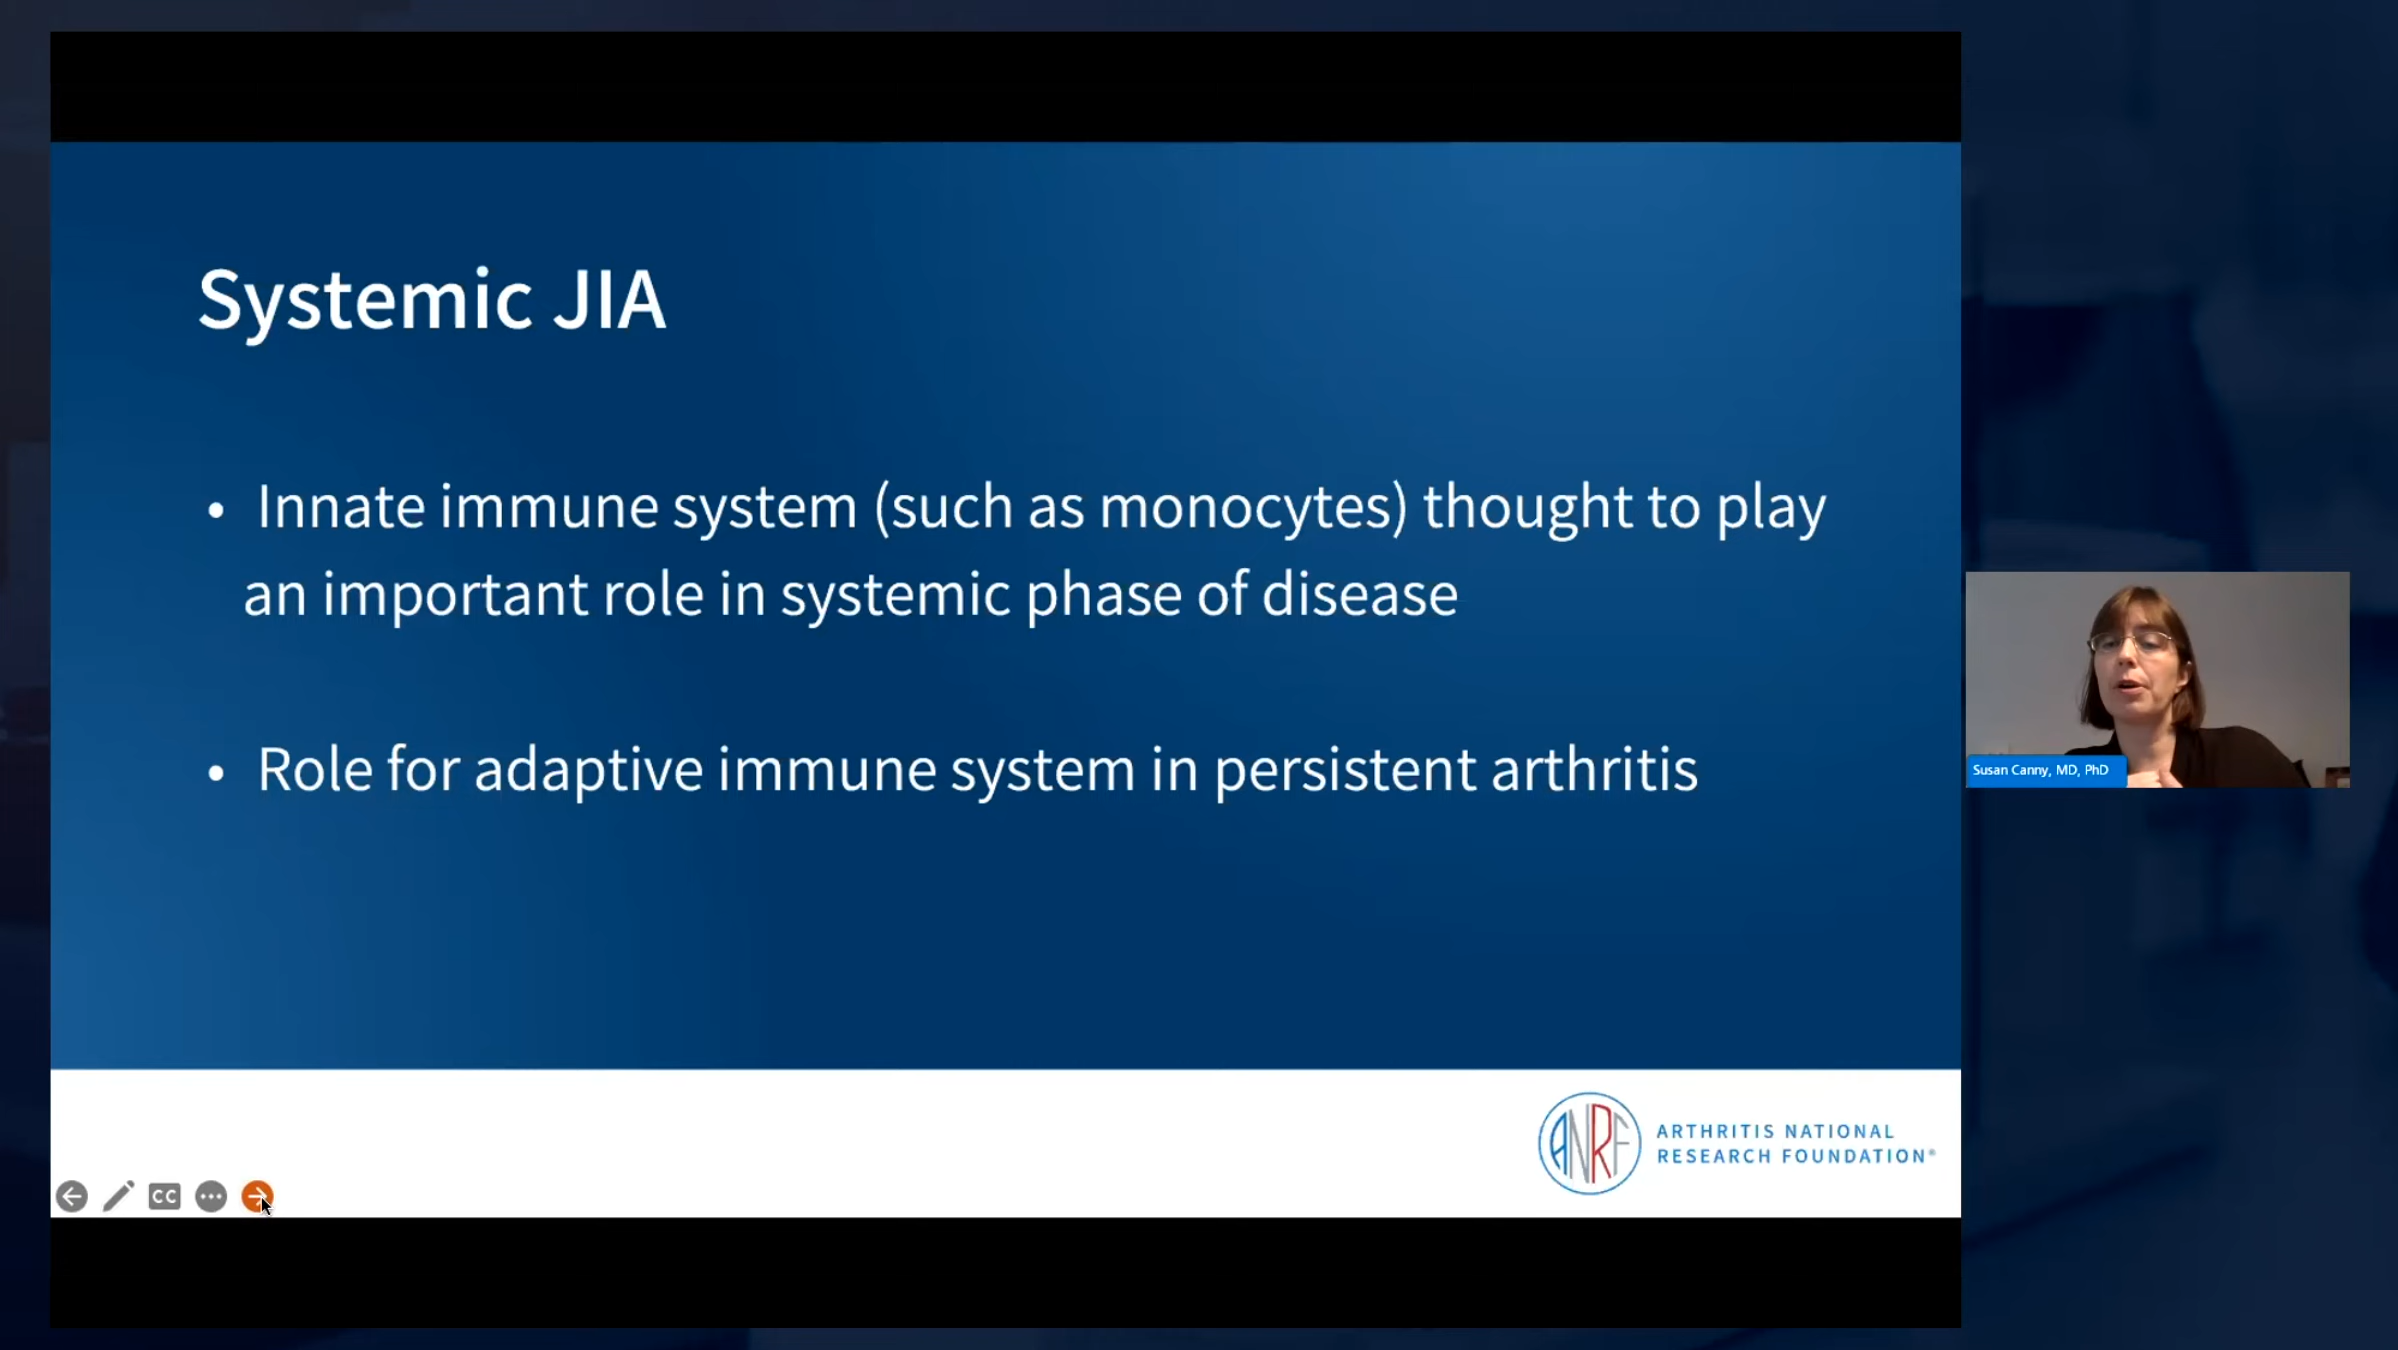 Systemic JIA
• Innate immune system (such as monocytes) thought to play
an important role in systemic phase of disease
• Role for adaptive immune system in persistent arthritis
Susan Canny, MD, PhD
ANRF
ARTHRITIS NATIONAL
RESEARCH FOUNDATION®
CC